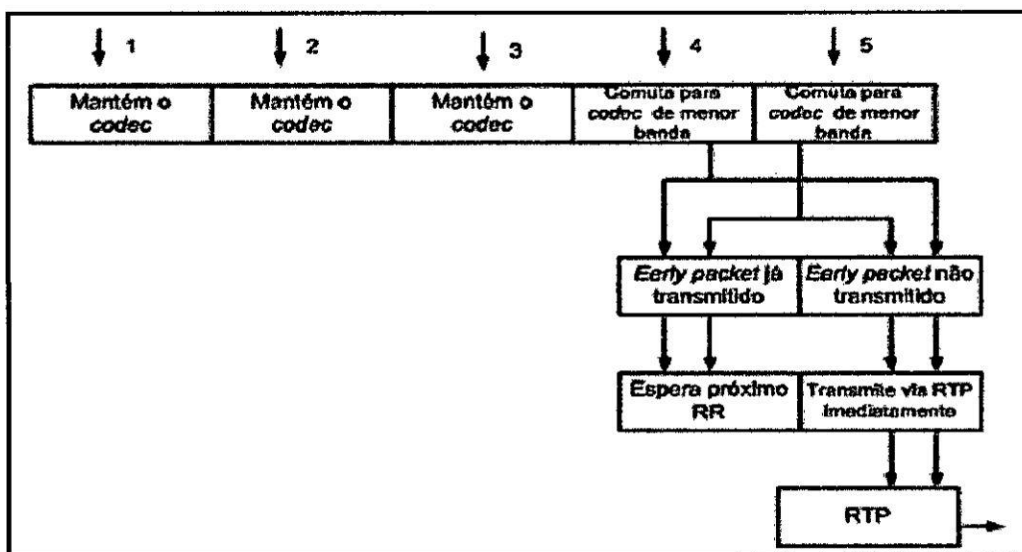 1
2
3
4
5
Mantém o
codec
Mantém o
codec
Mantém o
codec
Comuta para
codec de menor
banda
Comuta para
codec de menor
banda
Early packet já
transmitido
Early packet não
transmitido
Espera próximo
RR
Transmite via RTP
imediatamente
RTP